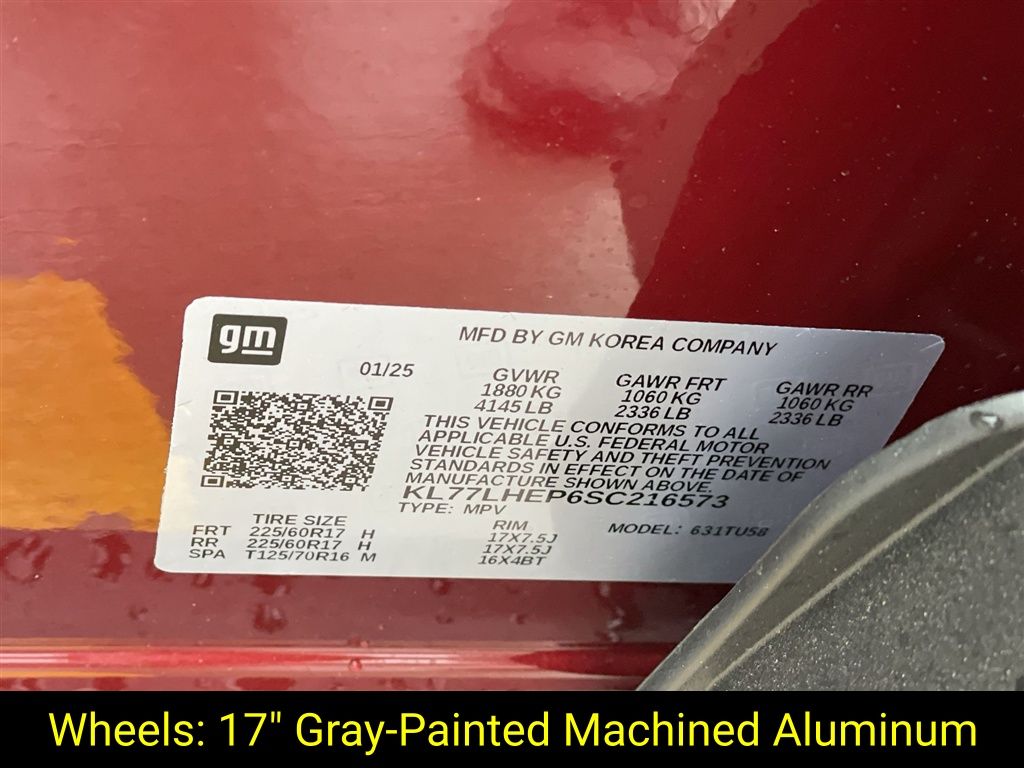 gm
MFD BY GM KOREA COMPANY
01/25
GVWR
1880 KG
4145 LB
GAWR FRT
1060 KG
2336 LB
GAWR RR
1060 KG
2336 LB
THIS VEHICLE CONFORMS TO ALL
APPLICABLE U.S. FEDERAL MOTOR
VEHICLE SAFETY AND THEFT PREVENTION
STANDARDS IN EFFECT ON THE DATE OF
MANUFACTURE SHOWN ABOVE.
KL77LHEP6SC216573
TYPE: MPV
MODEL: 631TU58
TIRE SIZE
RIM
FRT 225/60R17 H 17X7.5J
RR 225/60R17 H 17X7.5J
SPA T125/70R16 M 16X4BT
Wheels: 17" Gray-Painted Machined Aluminum